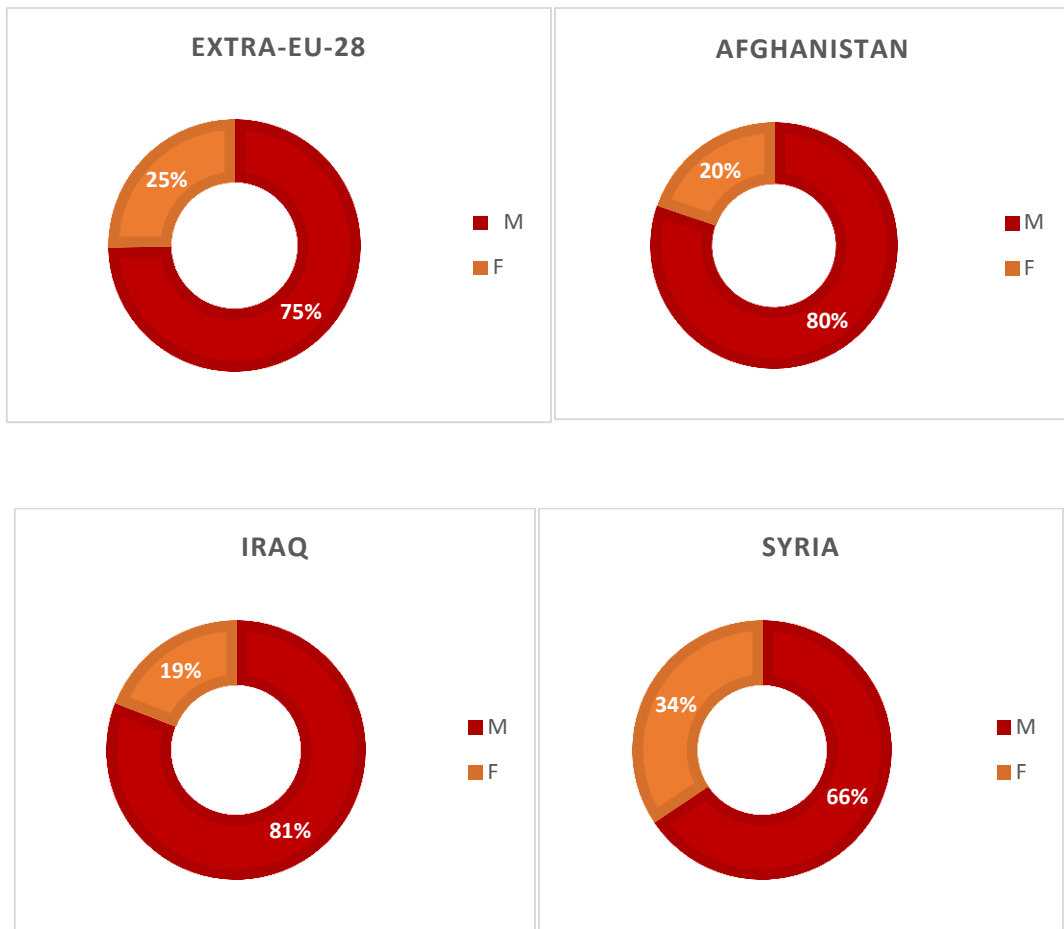 EXTRA-EU-28
25%
75%
M
F
AFGHANISTAN
20%
80%
M
F
IRAQ
19%
81%
M
F
SYRIA
34%
66%
M
F